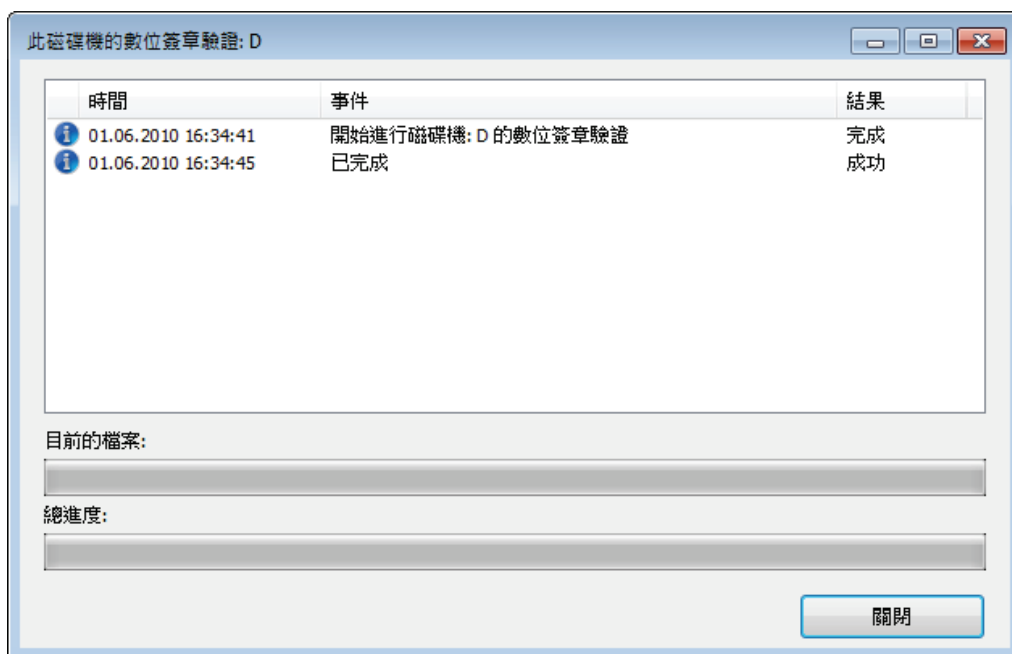 此磁碟機的數位簽章驗證: D
時間 事件 結果
01.06.2010 16:34:41 開始進行磁碟機: D 的數位簽章驗證 完成
01.06.2010 16:34:45 已完成 成功
目前的檔案:
總進度:
關閉